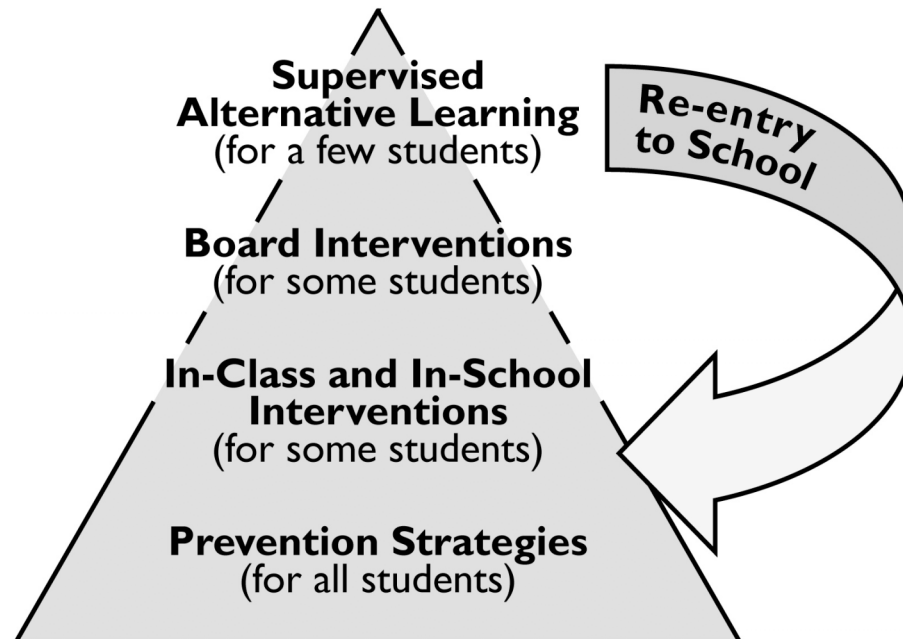 Supervised
Alternative Learning
(for a few students)
Re-entry
to School
Board Interventions
(for some students)
In-Class and In-School
Interventions
(for some students)
Prevention Strategies
(for all students)